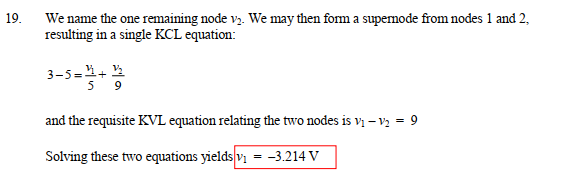 19. We name the one remaining node v₂. We may then form a supernode from nodes 1 and 2,
resulting in a single KCL equation:
3 – 5 = v₁/5 + v₂/9
and the requisite KVL equation relating the two nodes is v₁ – v₂ = 9
Solving these two equations yields v₁ = –3.214 V